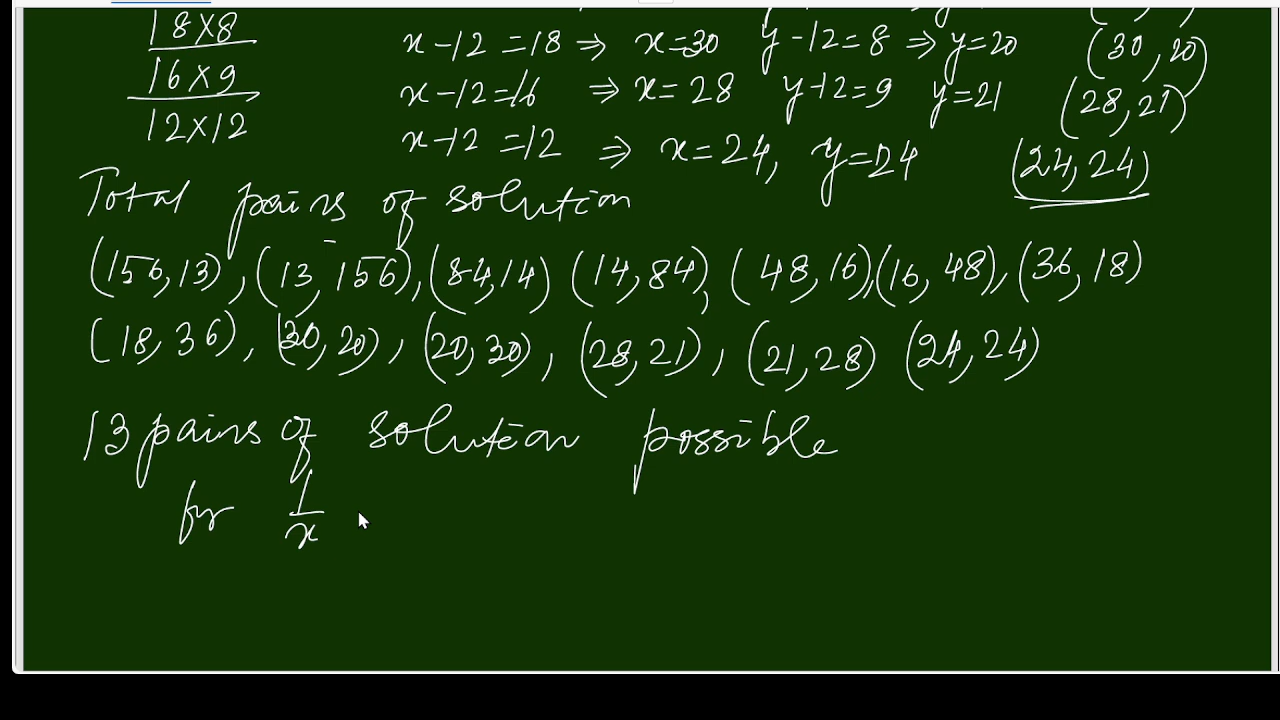 18×8 x-12=18 ⇒ x=30 y-12=8 ⇒ y=20 (30,20)
16×9 x-12=16 ⇒ x=28 y-12=9 y=21 (28,21)
12×12 x-12=12 ⇒ x=24, y=24 (24,24)
Total pairs of solution
(156,13), (13,156), (84,14) (14,84), (48,16), (16,48), (36,18)
(18,36), (30,20), (20,30), (28,21), (21,28) (24,24)
13 pairs of solution possible
for 1/x